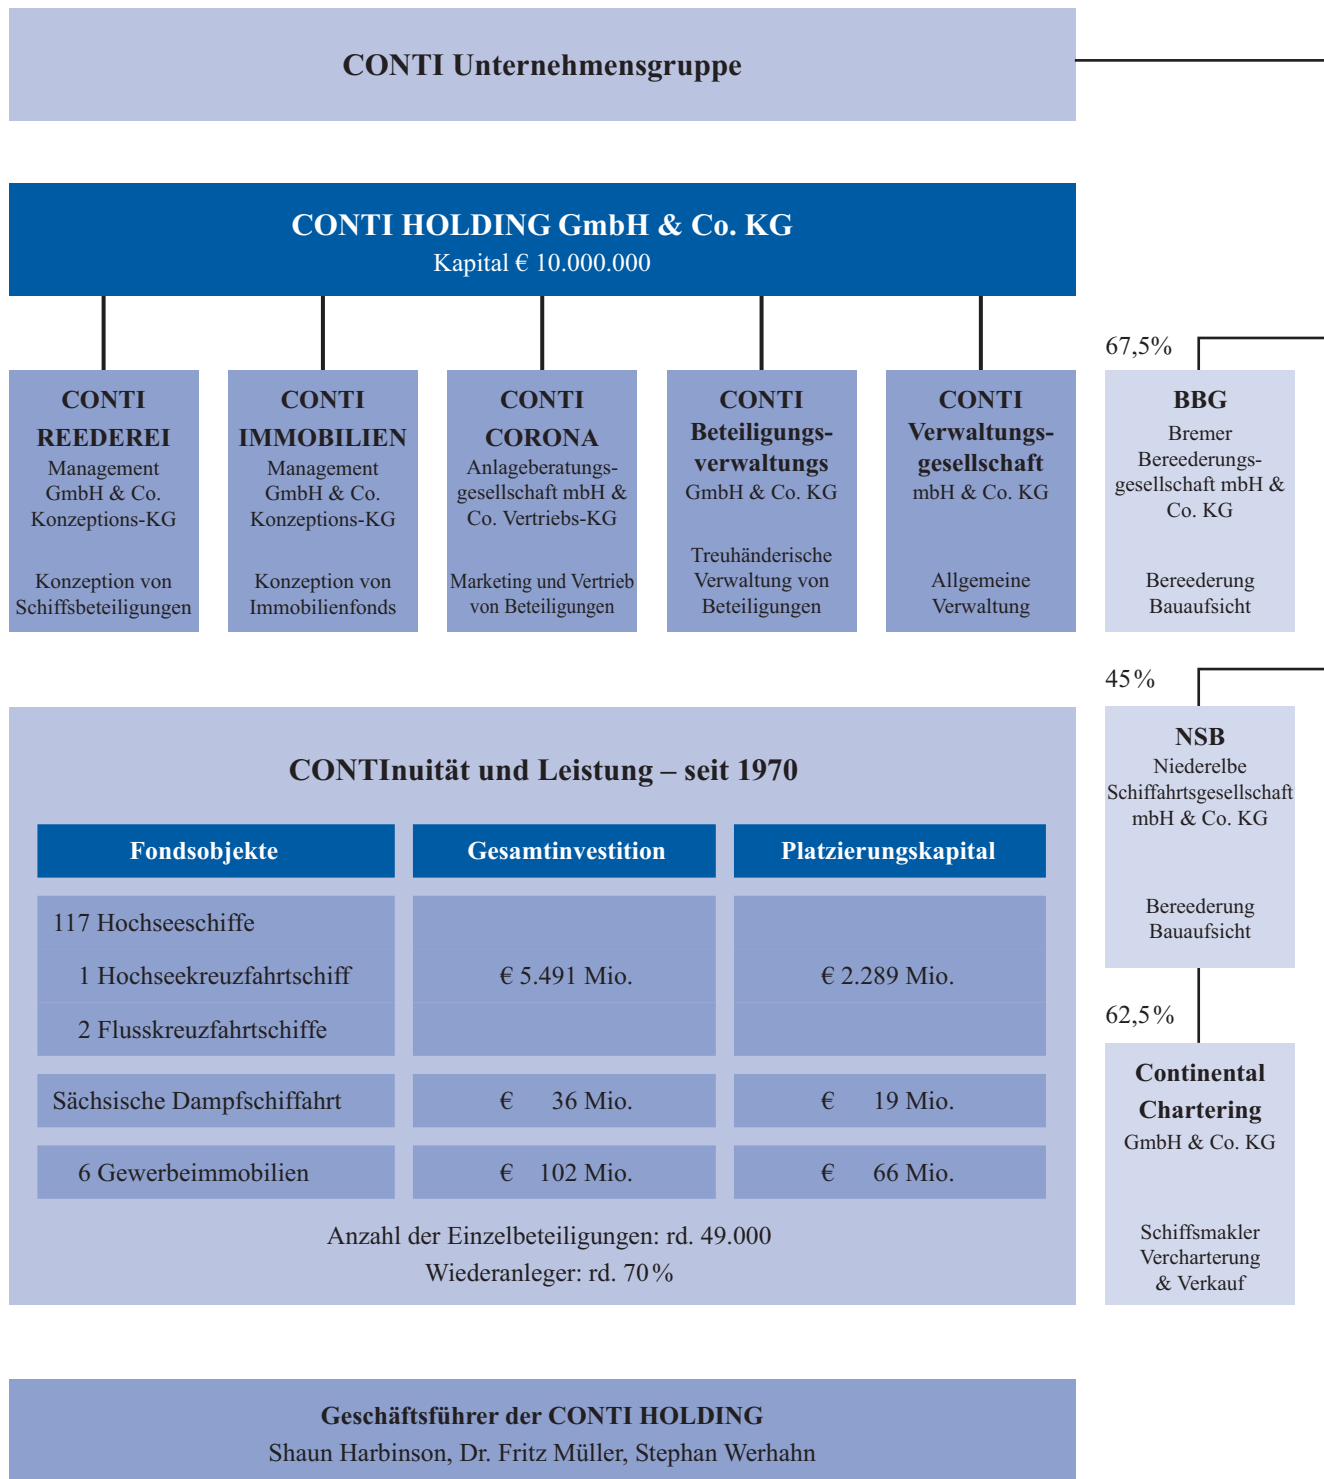 CONTI Unternehmensgruppe
CONTI HOLDING GmbH & Co. KG
Kapital € 10.000.000
CONTI
REEDEREI
Management
GmbH & Co.
Konzeptions-KG
Konzeption von
Schiffsbeteiligungen
CONTI
IMMOBILIEN
Management
GmbH & Co.
Konzeptions-KG
Konzeption von
Immobilienfonds
CONTI
CORONA
Anlageberatungs-
gesellschaft mbH &
Co. Vertriebs-KG
Marketing und Vertrieb
von Beteiligungen
CONTI
Beteiligungs-
verwaltungs
GmbH & Co. KG
Treuhänderische
Verwaltung von
Beteiligungen
CONTI
Verwaltungs-
gesellschaft
mbH & Co. KG
Allgemeine
Verwaltung
67,5%
BBG
Bremer
Bereederungs-
gesellschaft mbH &
Co. KG
Bereederung
Bauaufsicht
45%
NSB
Niederelbe
Schiffahrtsgesellschaft
mbH & Co. KG
Bereederung
Bauaufsicht
62,5%
Continental
Chartering
GmbH & Co. KG
Schiffsmakler
Vercharterung
& Verkauf
CONTInuität und Leistung – seit 1970
Fondsobjekte Gesamtinvestition Platzierungskapital
117 Hochseeschiffe
1 Hochseekreuzfahrtschiff € 5.491 Mio. € 2.289 Mio.
2 Flusskreuzfahrtschiffe
Sächsische Dampfschiffahrt € 36 Mio. € 19 Mio.
6 Gewerbeimmobilien € 102 Mio. € 66 Mio.
Anzahl der Einzelbeteiligungen: rd. 49.000
Wiederanleger: rd. 70%
Geschäftsführer der CONTI HOLDING
Shaun Harbinson, Dr. Fritz Müller, Stephan Werhahn